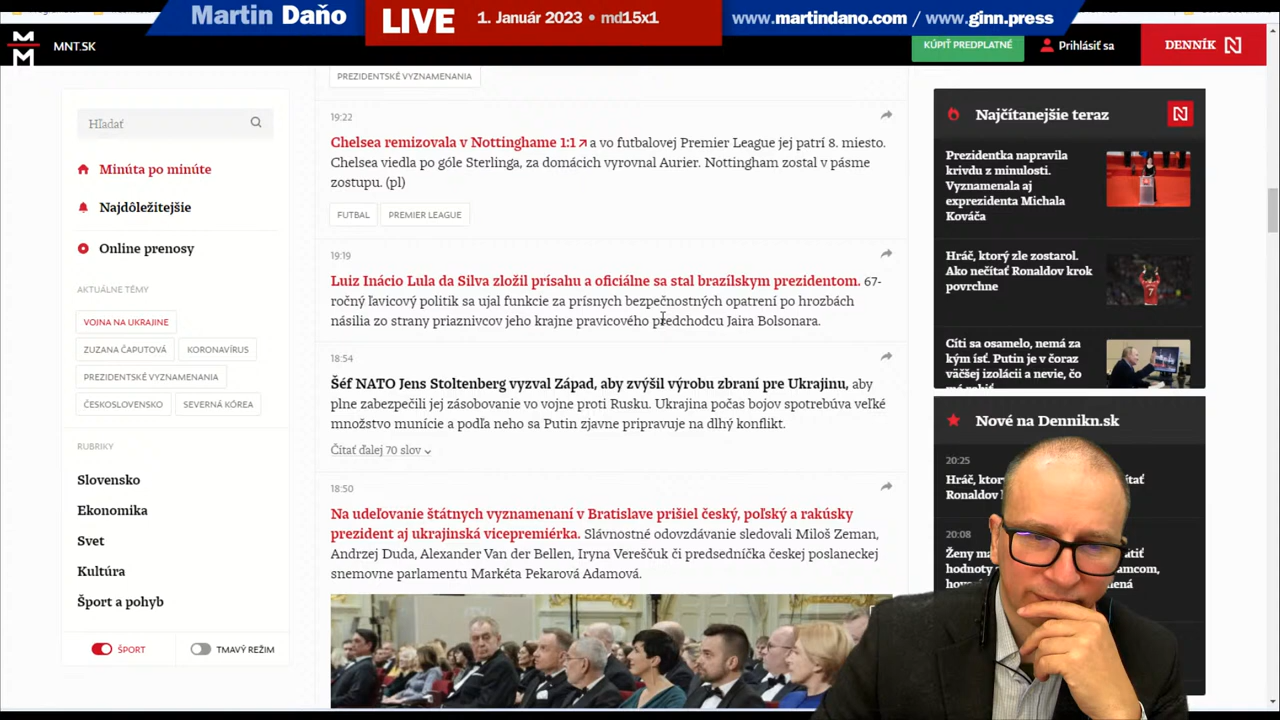 Martin Daňo
LIVE
1. Január 2023 • md15x1
www.martindano.com / www.ginn.press
MNT.SK
KÚPIŤ PREDPLATNÉ
Prihlásiť sa
DENNÍK N
Hľadať
Minúta po minúte
Najdôležitejšie
Online prenosy
AKTUÁLNE TÉMY
VOJNA NA UKRAJINE
ZUZANA ČAPUTOVÁ
KORONAVÍRUS
PREZIDENTSKÉ VYZNAMENANIA
ČESKOSLOVENSKO
SEVERNÁ KÓREA
RUBRIKY
Slovensko
Ekonomika
Svet
Kultúra
Šport a pohyb
ŠPORT
TMAVÝ REŽIM
PREZIDENTSKÉ VYZNAMENANIA
19:22
Chelsea remizovala v Nottinghame 1:1 a vo futbalovej Premier League jej patrí 8. miesto.
Chelsea viedla po góle Sterlinga, za domácich vyrovnal Aurier. Nottingham zostal v pásme
zostupu. (pl)
FUTBAL
PREMIER LEAGUE
19:19
Luiz Inácio Lula da Silva zložil prísahu a oficiálne sa stal brazílskym prezidentom. 67-
ročný ľavicový politik sa ujal funkcie za prísnych bezpečnostných opatrení po hrozbách
násilia zo strany priaznivcov jeho krajne pravicového predchodcu Jaira Bolsonara.
18:54
Šéf NATO Jens Stoltenberg vyzval Západ, aby zvýšil výrobu zbraní pre Ukrajinu, aby
plne zabezpečili jej zásobovanie vo vojne proti Rusku. Ukrajina počas bojov spotrebúva veľké
množstvo munície a podľa neho sa Putin zjavne pripravuje na dlhý konflikt.
Čítať ďalej 70 slov
18:50
Na udeľovanie štátnych vyznamenaní v Bratislave prišiel český, poľský a rakúsky
prezident aj ukrajinská vicepremiérka. Slávnostné odovzdávanie sledovali Miloš Zeman,
Andrzej Duda, Alexander Van der Bellen, Iryna Vereščuk či predsedníčka českej poslaneckej
snemovne parlamentu Markéta Pekarová Adamová.
Najčítanejšie teraz
N
Prezidentka napravila
krivdu z minulosti.
Vyznamenala aj
exprezidenta Michala
Kováča
Hráč, ktorý zle zostarol.
Ako nečítať Ronaldov krok
povrchne
Cíti sa osamelo, nemá za
kým ísť. Putin je v čoraz
väčšej izolácii a nevie, čo
Nové na Dennikn.sk
20:25
Hráč, ktor
Ronaldov
20:08
Ženy
hodnoty